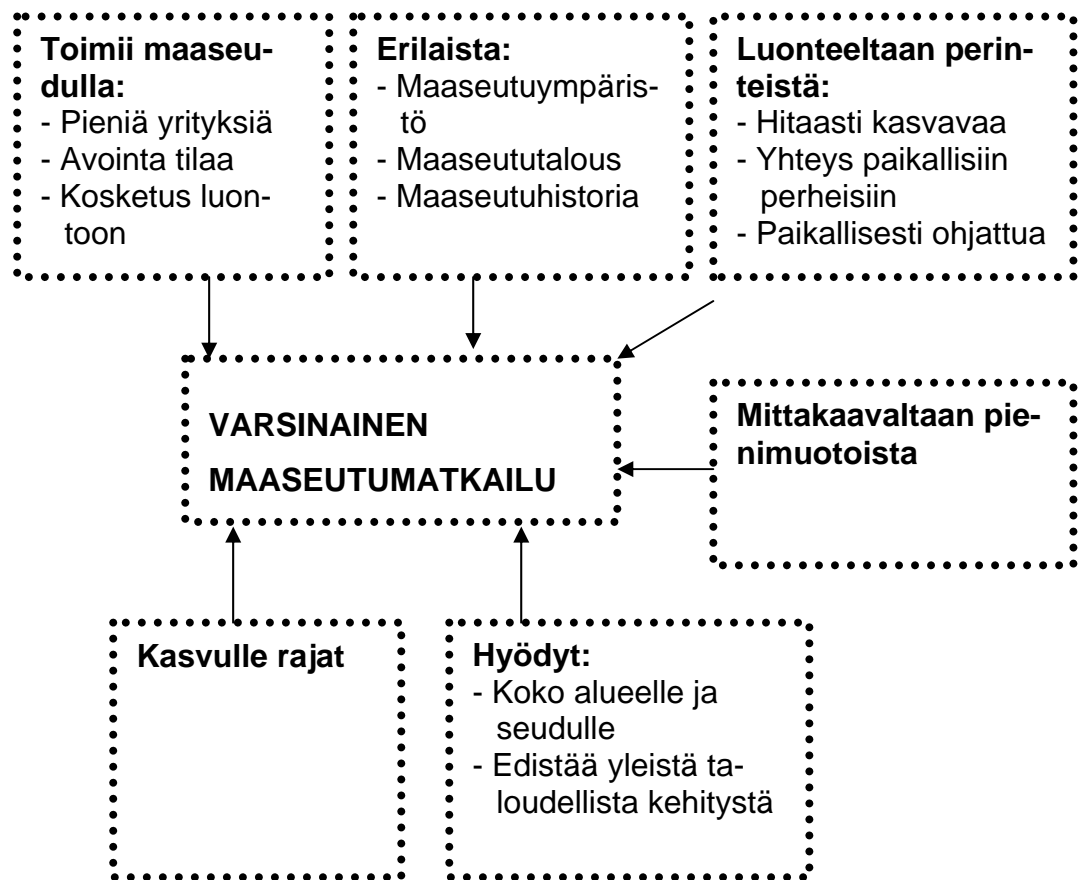 Toimii maaseu-
dulla:
- Pieniä yrityksiä
- Avointa tilaa
- Kosketus luon-
toon
Erilaista:
- Maaseutuympäris-
tö
- Maaseututalous
- Maaseutuhistoria
Luonteeltaan perin-
teistä:
- Hitaasti kasvavaa
- Yhteys paikallisiin
perheisiin
- Paikallisesti ohjattua
VARSINAINEN
MAASEUTUMATKAILU
Mittakaavaltaan pie-
nimuotoista
Kasvulle rajat
Hyödyt:
- Koko alueelle ja
seudulle
- Edistää yleistä ta-
loudellista kehitystä